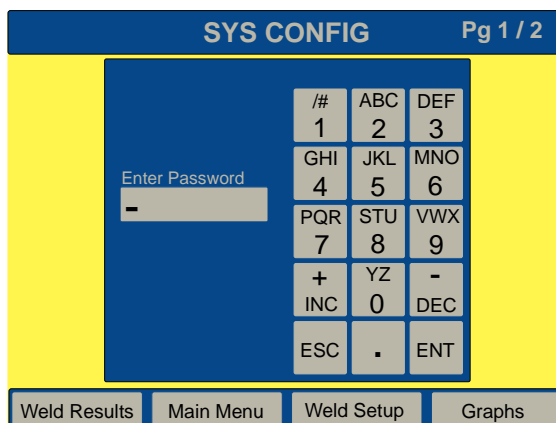 SYS CONFIG Pg 1 / 2
/# ABC DEF
1 2 3
GHI JKL MNO
4 5 6
Enter Password
-
PQR STU VWX
7 8 9
+ YZ -
INC 0 DEC
ESC . ENT
Weld Results Main Menu Weld Setup Graphs